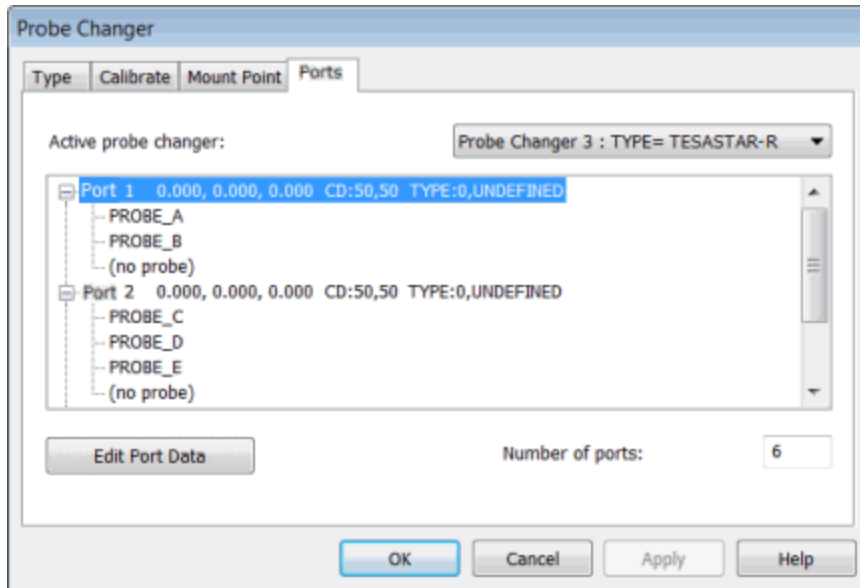 Probe Changer
Type Calibrate Mount Point Ports
Active probe changer: Probe Changer 3 : TYPE= TESASTAR-R
Port 1 0.000, 0.000, 0.000 CD:50,50 TYPE:0,UNDEFINED
PROBE_A
PROBE_B
(no probe)
Port 2 0.000, 0.000, 0.000 CD:50,50 TYPE:0,UNDEFINED
PROBE_C
PROBE_D
PROBE_E
(no probe)
Edit Port Data Number of ports: 6
OK Cancel Apply Help